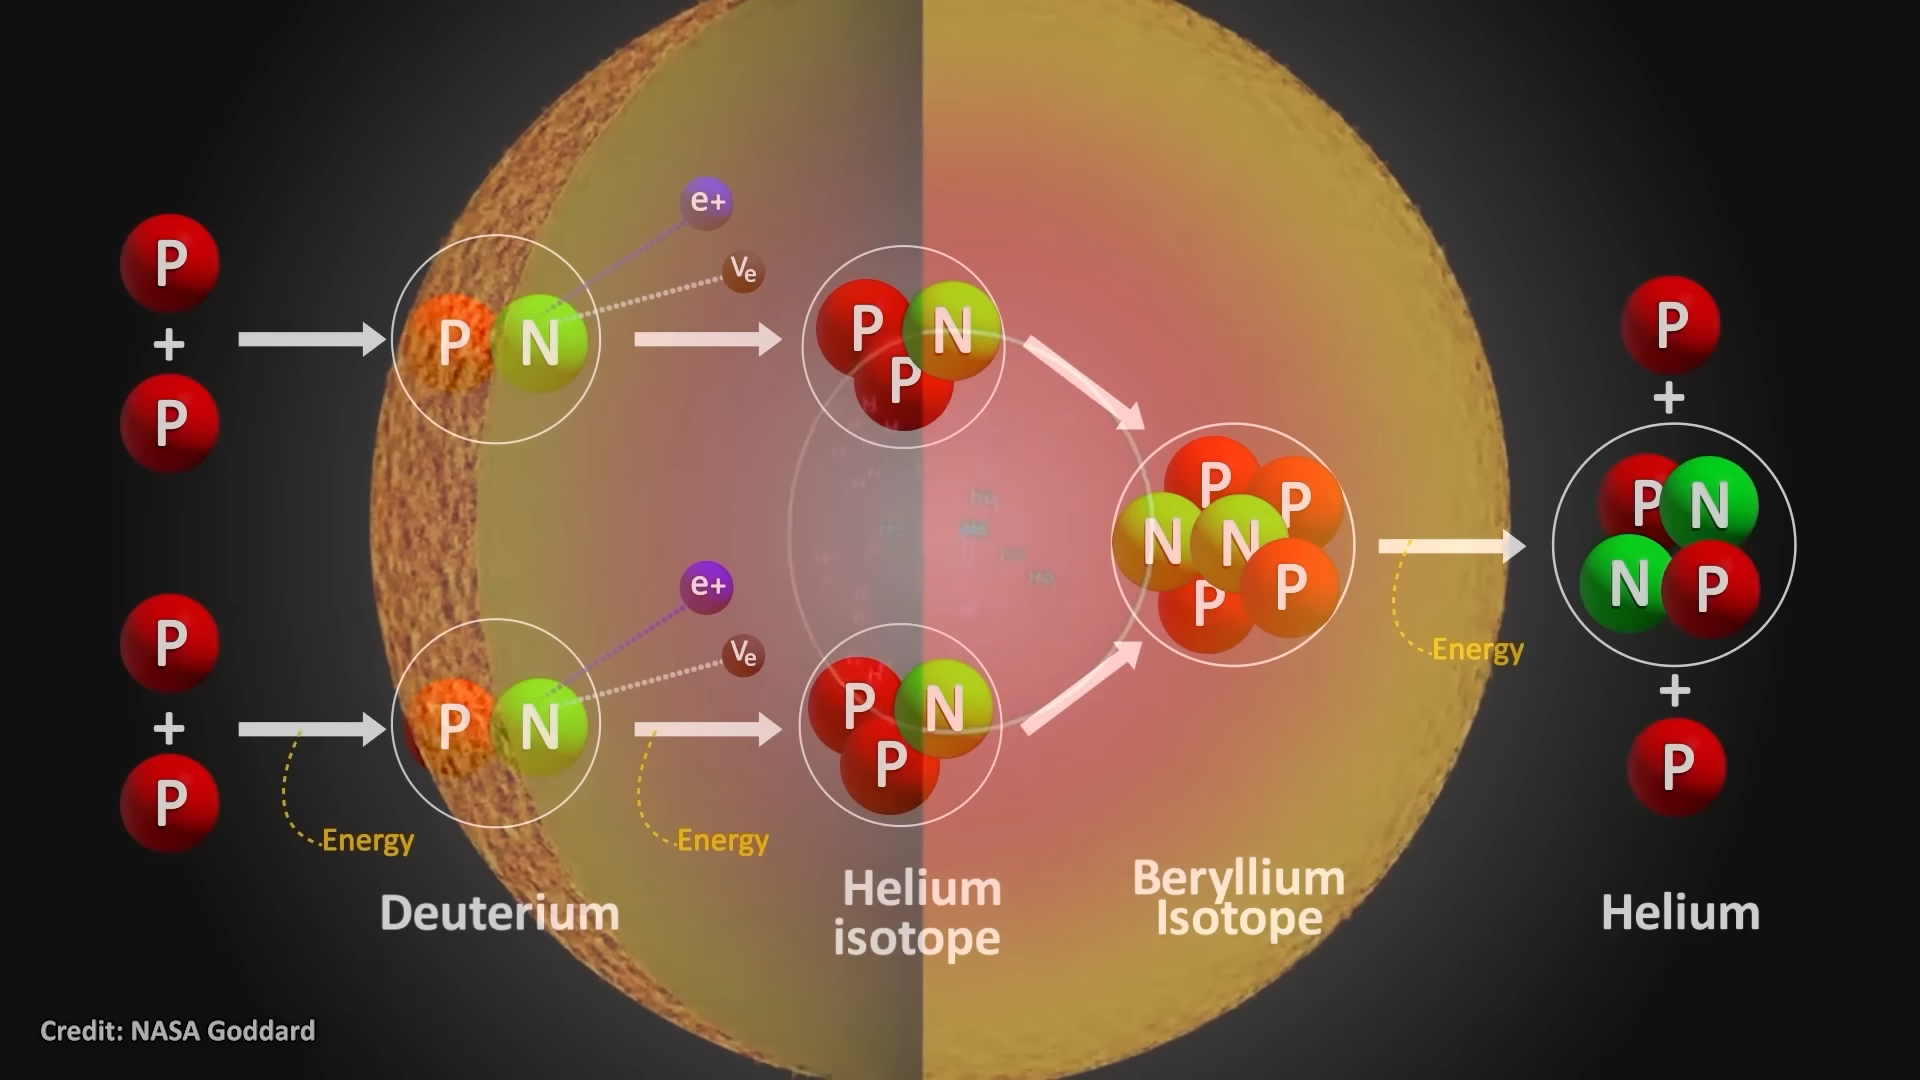 P
+
P
P N
e+
Ve
P N
P
P P
N N P
P P
P
+
P N
N P
+
P
P
+
P
Energy
P N
e+
Ve
Energy
P N
P
Energy
Deuterium
Helium
isotope
Beryllium
Isotope
Helium
Credit: NASA Goddard